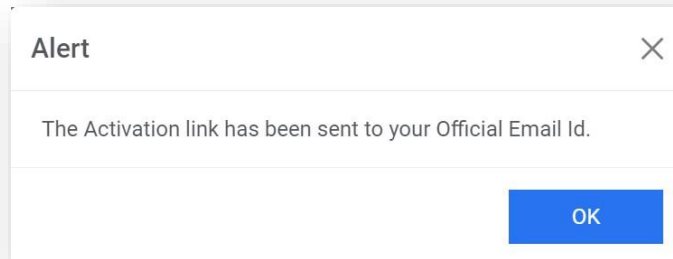 Alert
The Activation link has been sent to your Official Email Id.
OK